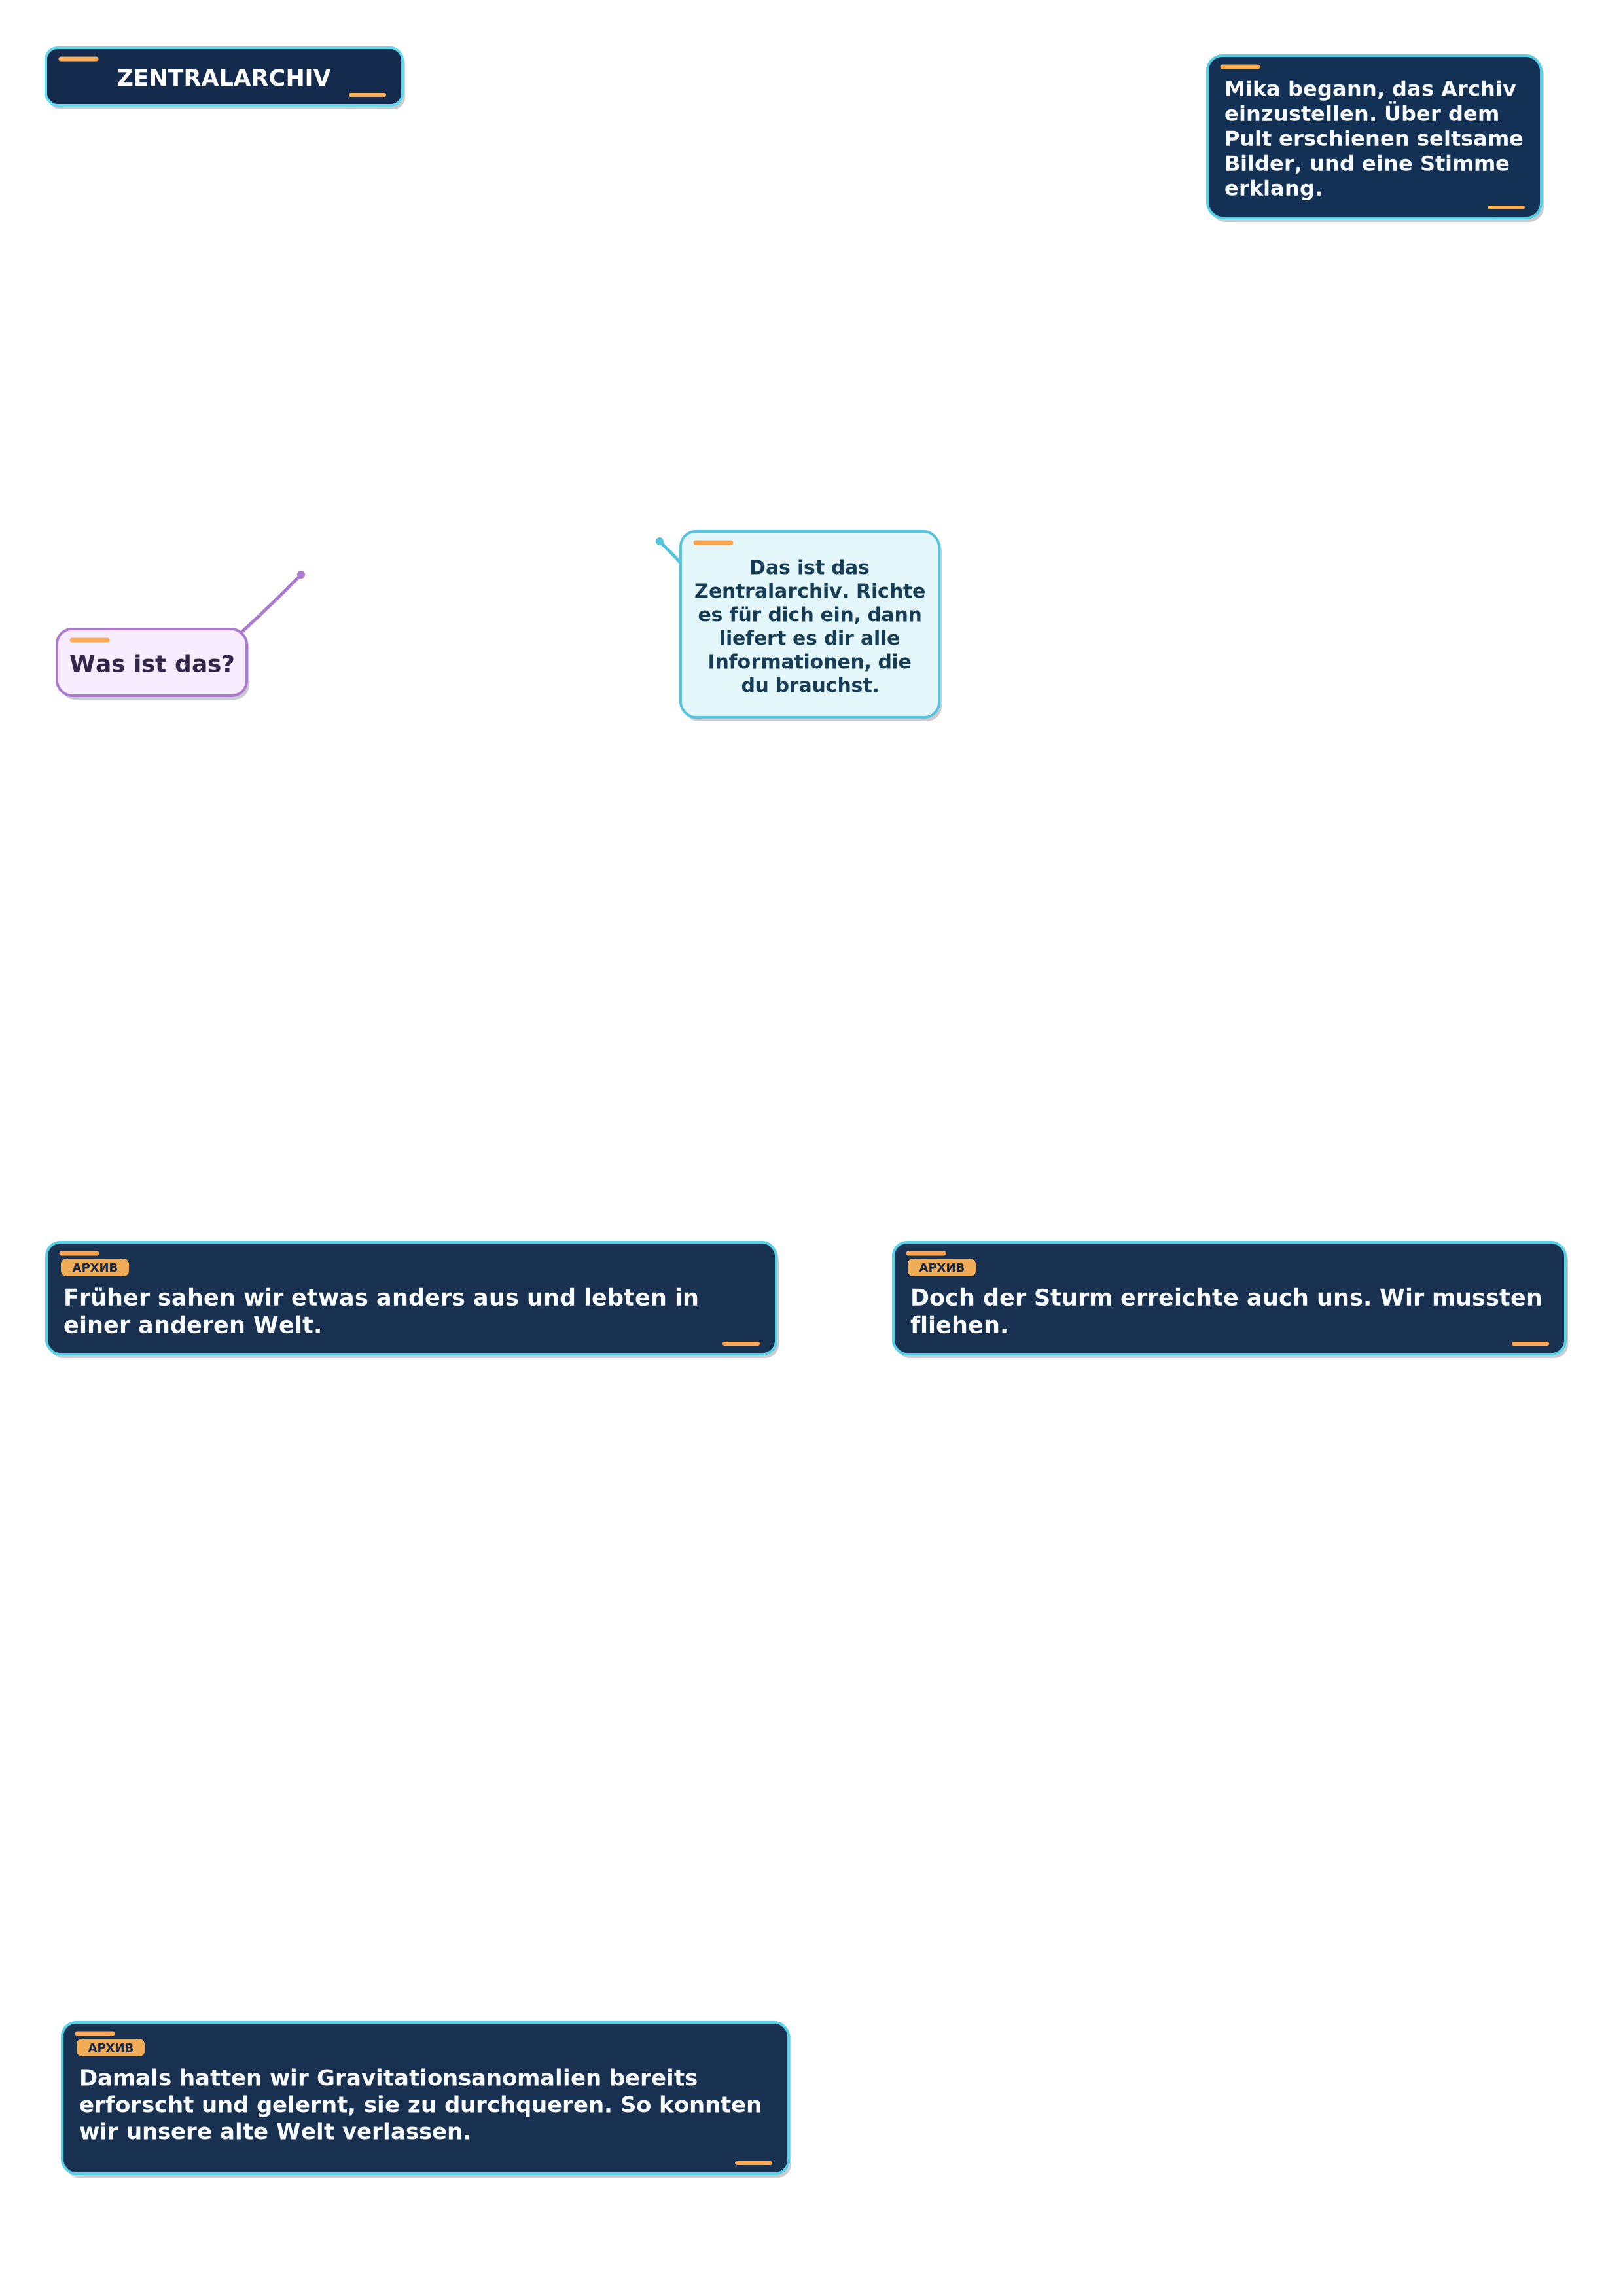 ZENTRALARCHIV
Mika begann, das Archiv
einzustellen. Über dem
Pult erschienen seltsame
Bilder, und eine Stimme
erklang.
Was ist das?
Das ist das
Zentralarchiv. Richte
es für dich ein, dann
liefert es dir alle
Informationen, die
du brauchst.
АРХИВ
Früher sahen wir etwas anders aus und lebten in
einer anderen Welt.
АРХИВ
Doch der Sturm erreichte auch uns. Wir mussten
fliehen.
АРХИВ
Damals hatten wir Gravitationsanomalien bereits
erforscht und gelernt, sie zu durchqueren. So konnten
wir unsere alte Welt verlassen.